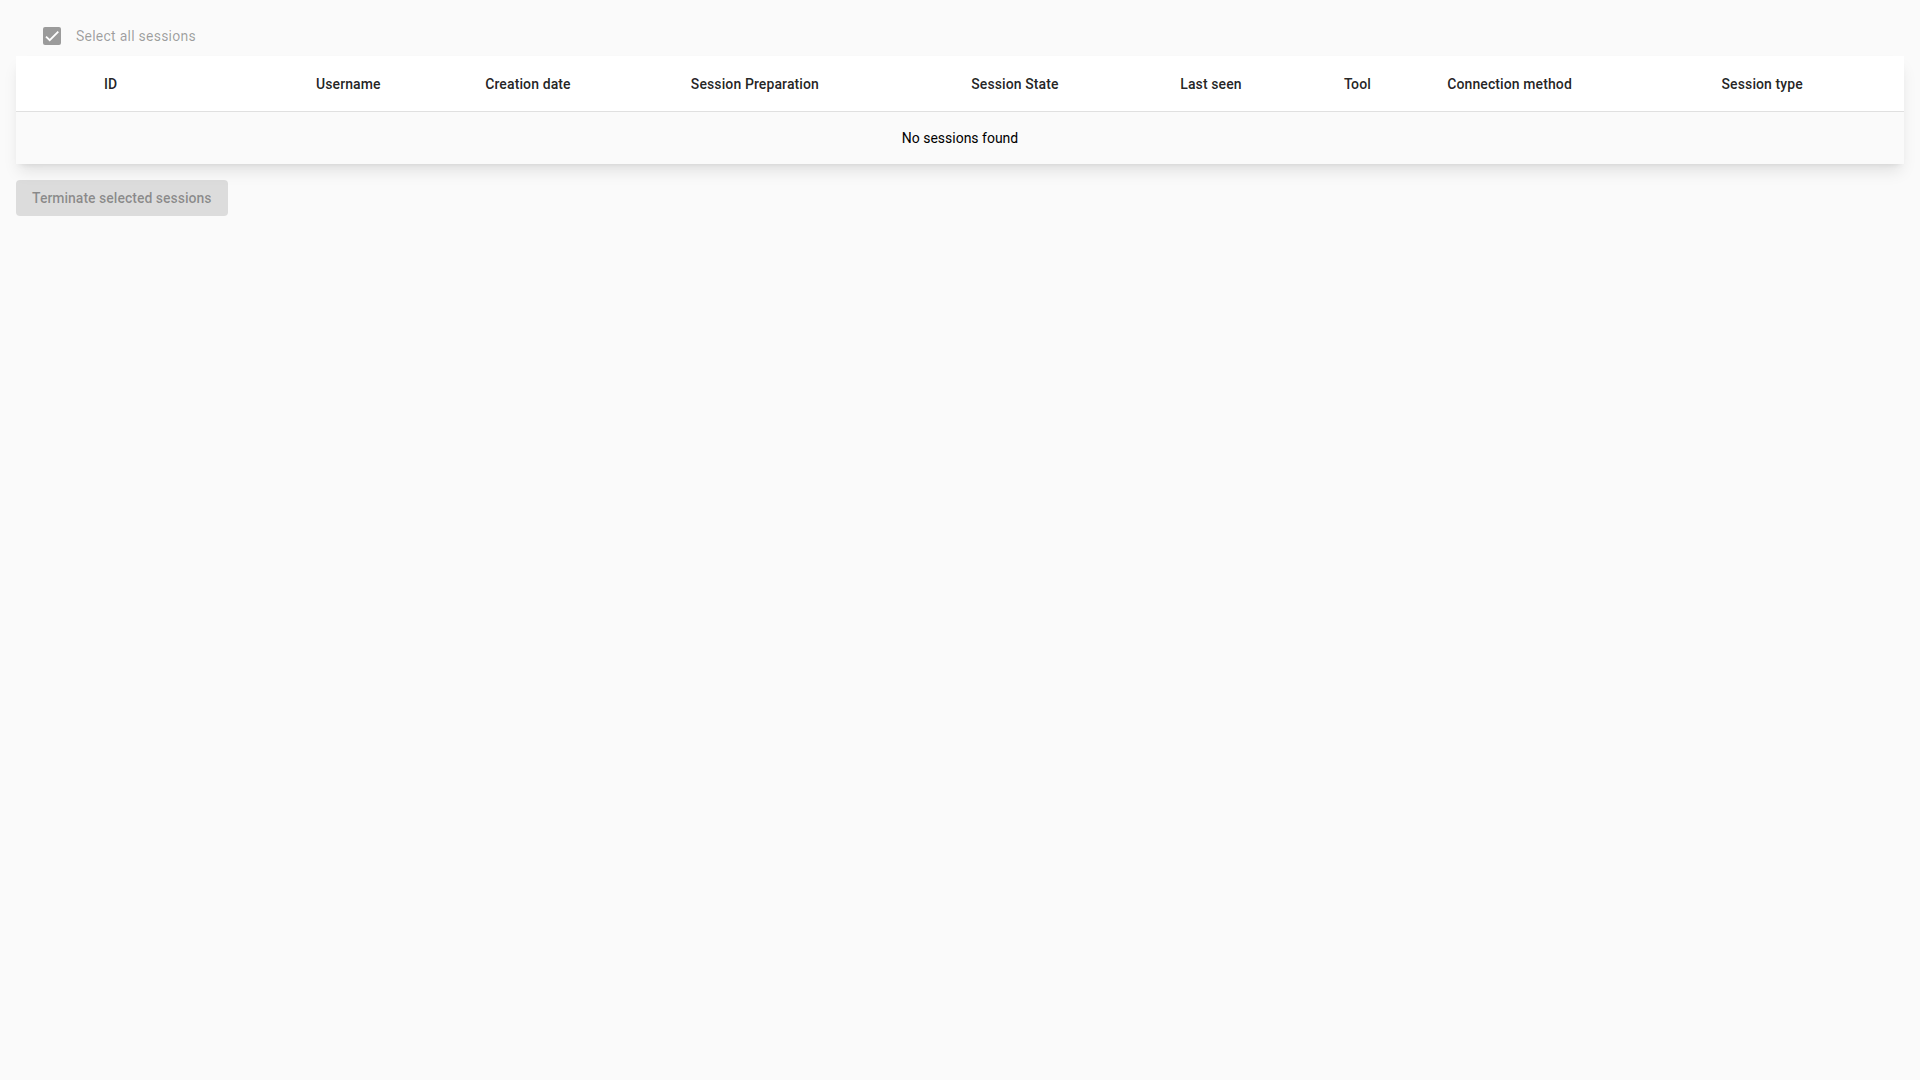 Select all sessions
ID Username Creation date Session Preparation Session State Last seen Tool Connection method Session type
No sessions found
Terminate selected sessions